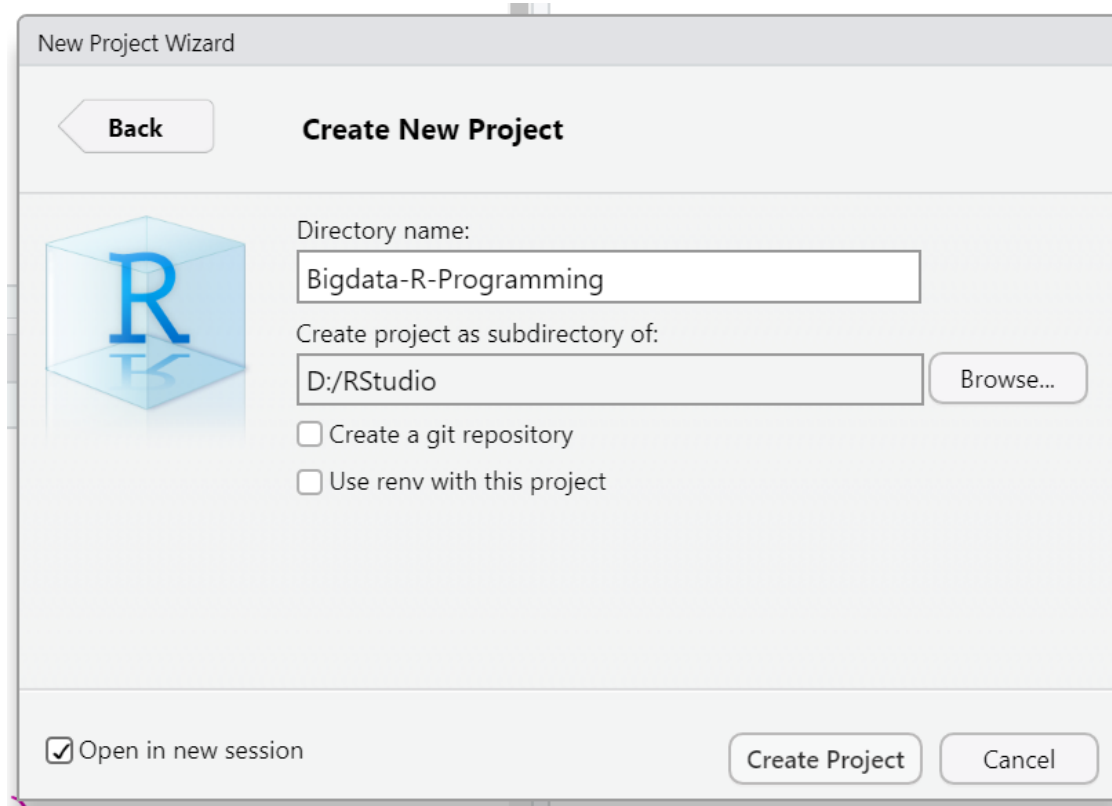 New Project Wizard
Back
Create New Project
R
Directory name:
Bigdata-R-Programming
Create project as subdirectory of:
D:/RStudio
Browse...
Create a git repository
Use renv with this project
Open in new session
Create Project
Cancel